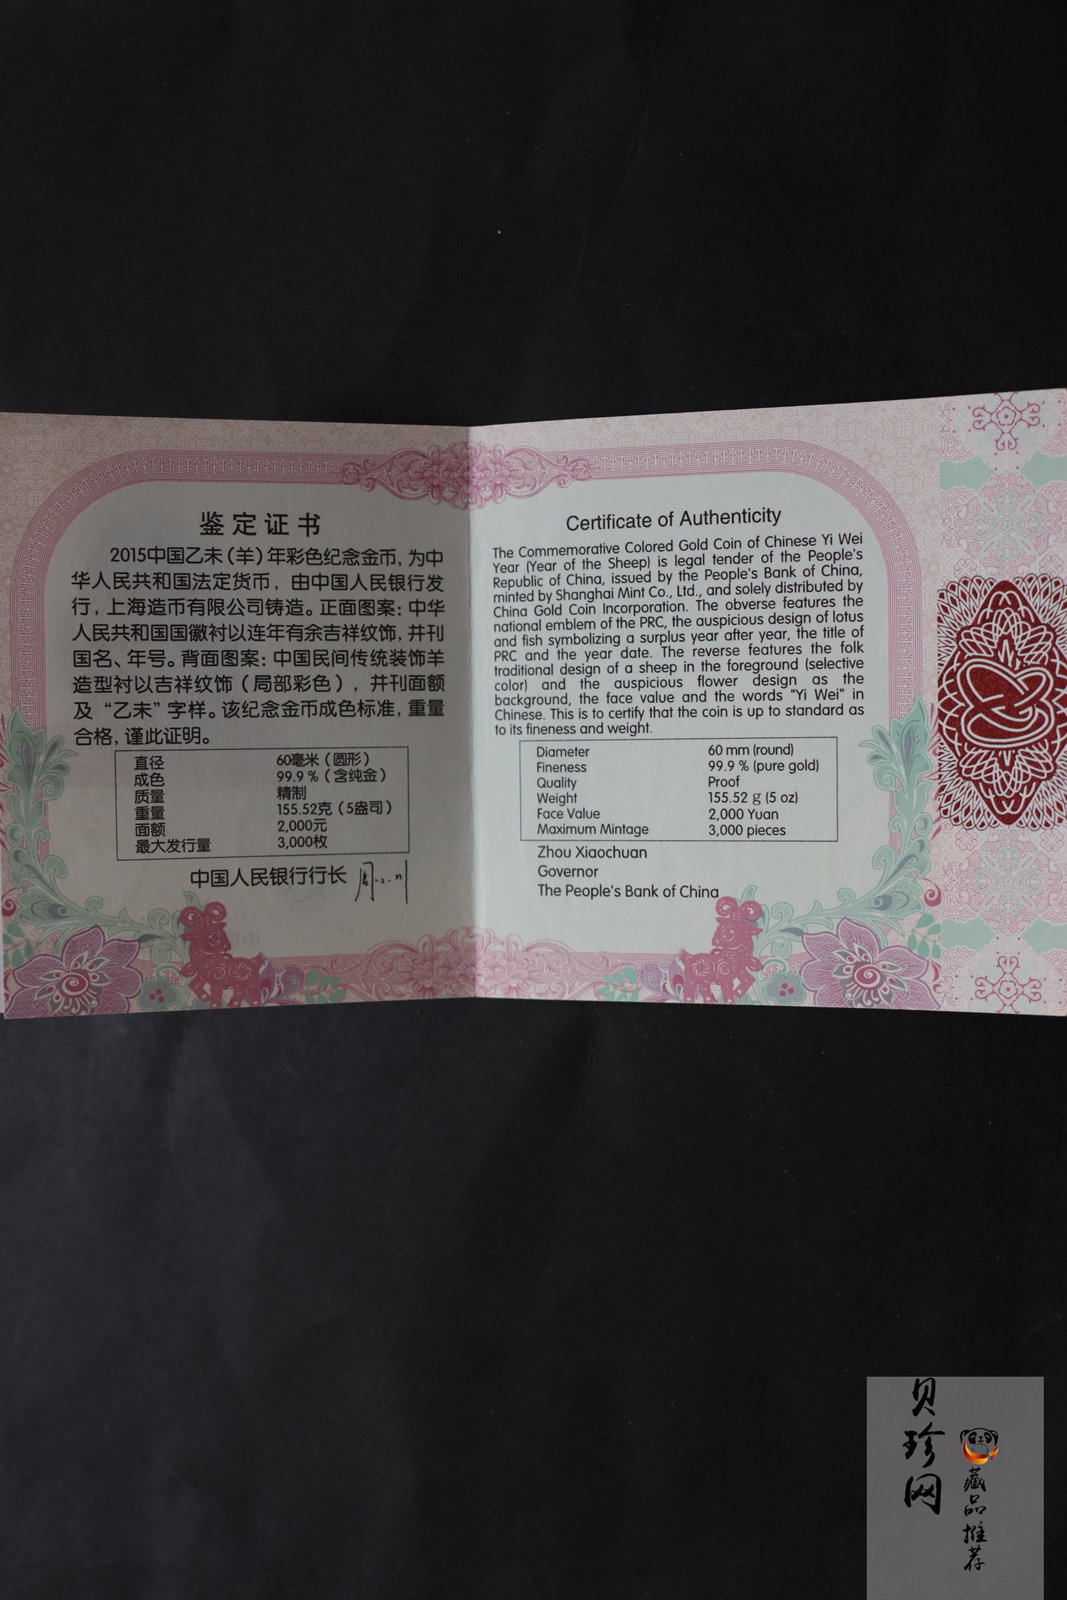 鉴定证书
2015中国乙未（羊）年彩色纪念金币，为中
华人民共和国法定货币，由中国人民银行发
行，上海造币有限公司铸造。正面图案：中华
人民共和国国徽衬以连年有余吉祥纹饰，并刊
国名、年号。背面图案：中国民间传统装饰羊
造型衬以吉祥纹饰（局部彩色），并刊面额
及“乙未”字样。该纪念金币成色标准，重量
合格，谨此证明。
直径 60毫米（圆形）
成色 99.9 %（含纯金）
质量 精制
重量 155.52克（5盎司）
面额 2,000元
最大发行量 3,000枚
中国人民银行行长
Certificate of Authenticity
The Commemorative Colored Gold Coin of Chinese Yi Wei
Year (Year of the Sheep) is legal tender of the People's
Republic of China, issued by the People's Bank of China,
minted by Shanghai Mint Co., Ltd., and solely distributed by
China Gold Coin Incorporation. The obverse features the
national emblem of the PRC, the auspicious design of lotus
and fish symbolizing a surplus year after year, the title of
PRC and the year date. The reverse features the folk
traditional design of a sheep in the foreground (selective
color) and the auspicious flower design as the
background, the face value and the words "Yi Wei" in
Chinese. This is to certify that the coin is up to standard as
to its fineness and weight.
Diameter 60 mm (round)
Fineness 99.9 % (pure gold)
Quality Proof
Weight 155.52 g (5 oz)
Face Value 2,000 Yuan
Maximum Mintage 3,000 pieces
Zhou Xiaochuan
Governor
The People's Bank of China
贝珍网
藏品推荐